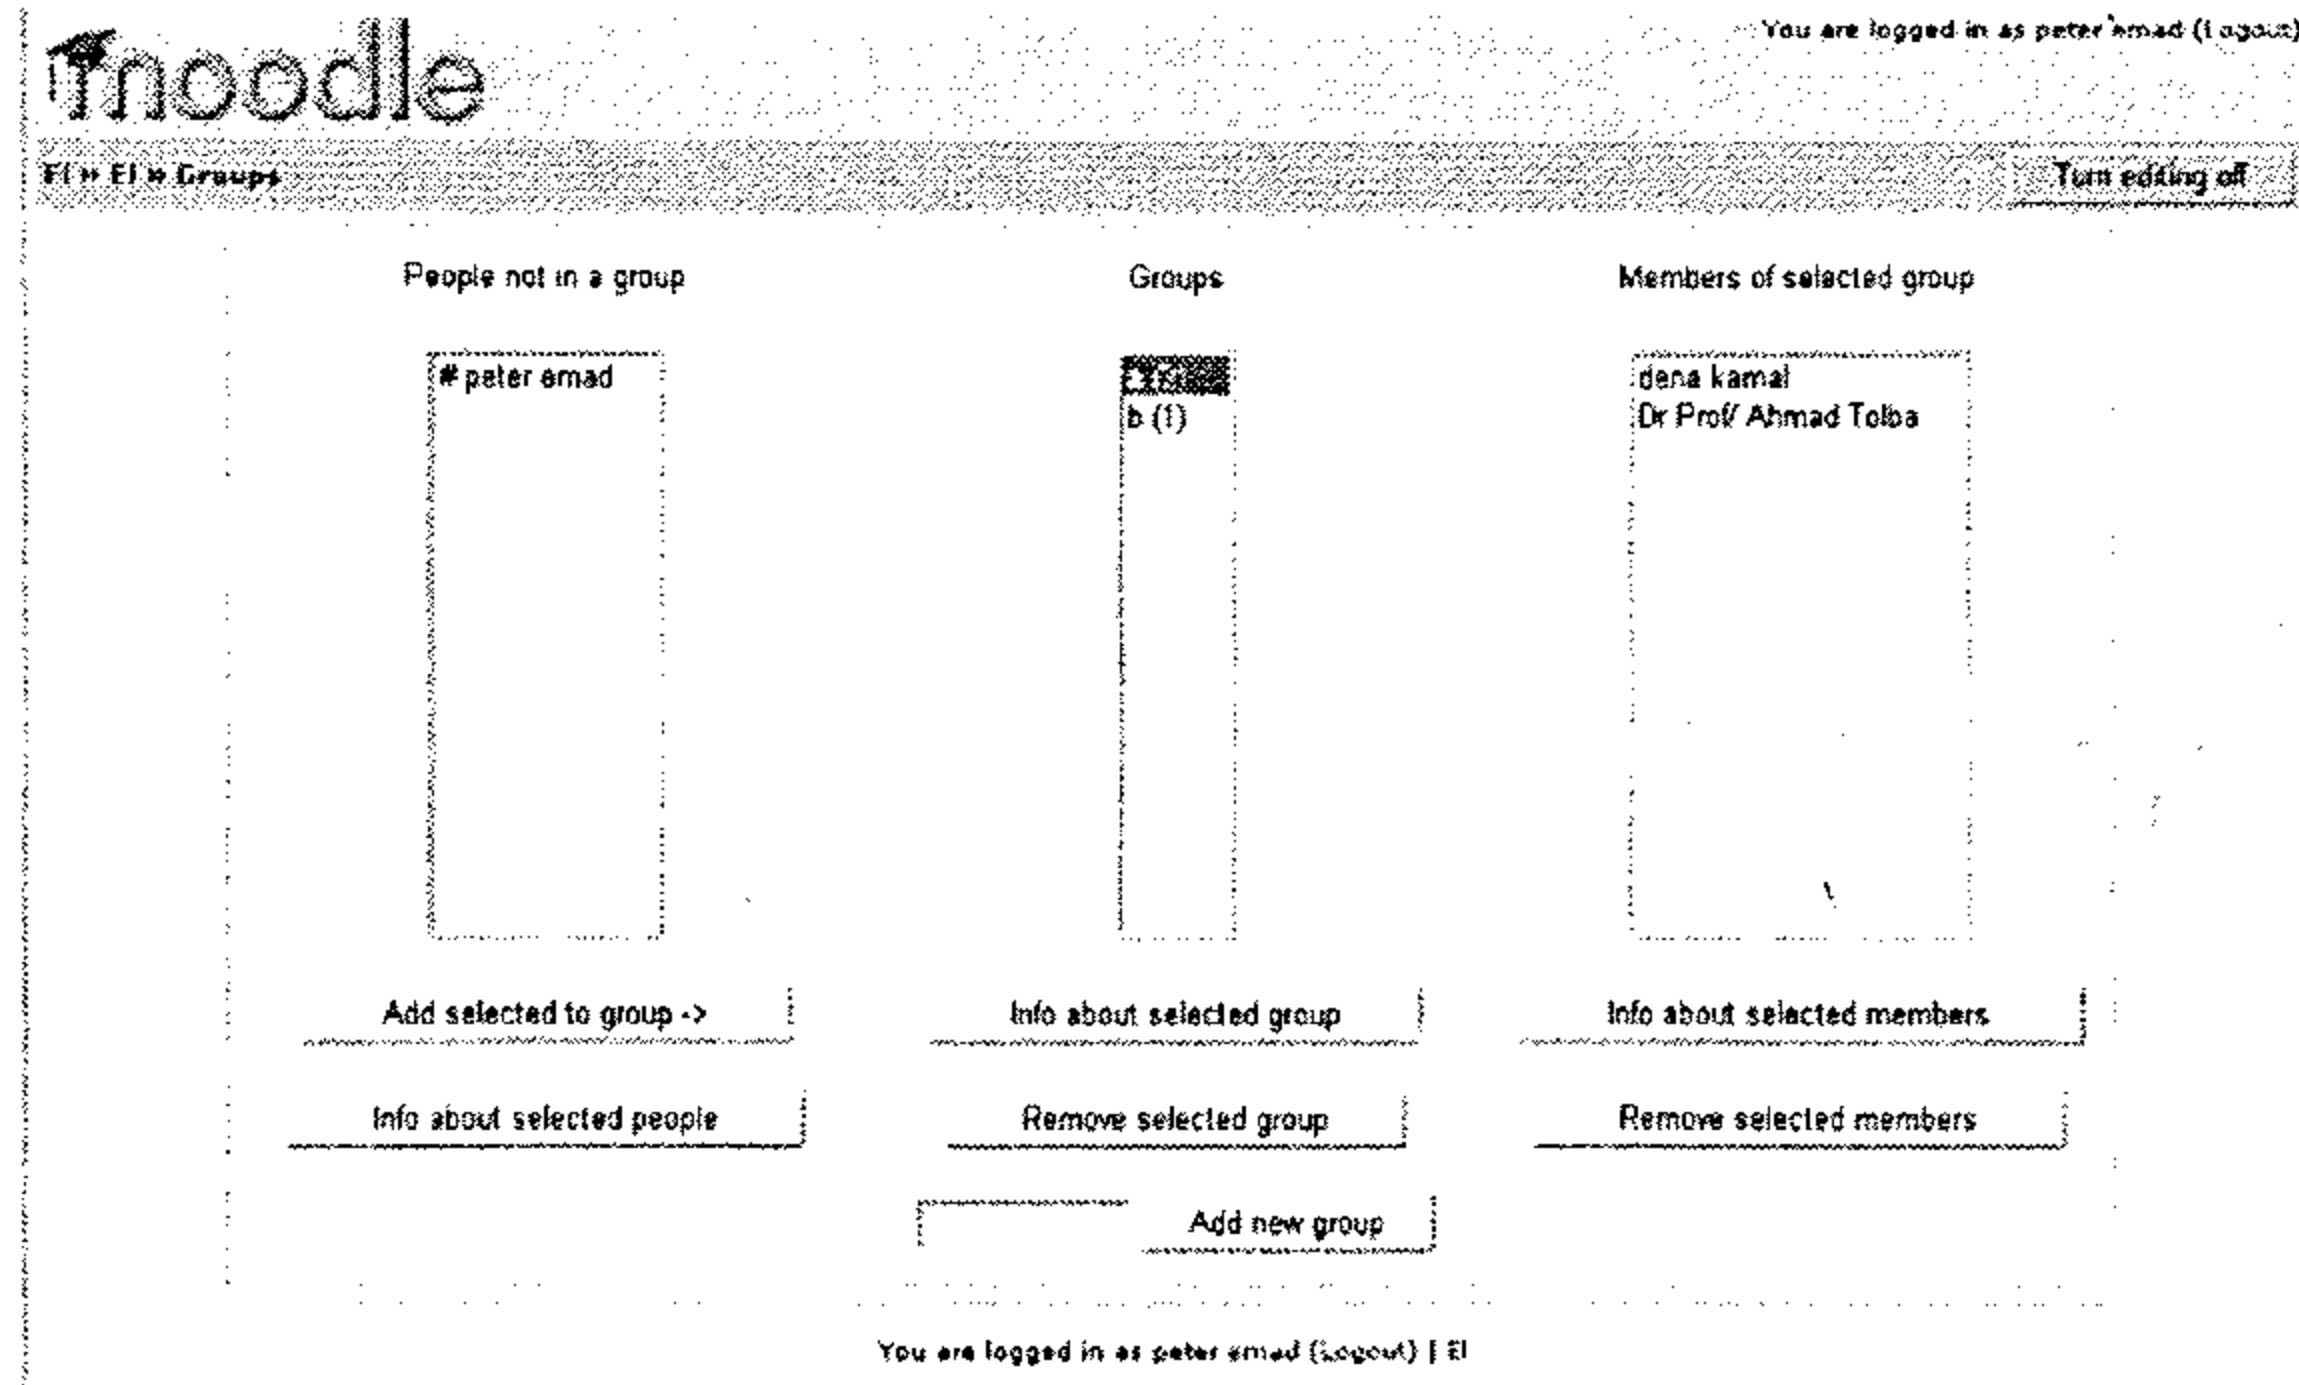 moodle
You are logged in as peter emad (Logout)
El » El » Groups
Turn editing off
People not in a group
Groups
Members of selected group
# peter emad
b (1)
dena kamal
Dr Prof/ Ahmad Tolba
Add selected to group ->
Info about selected group
Info about selected members
Info about selected people
Remove selected group
Remove selected members
Add new group
You are logged in as peter emad (Logout) | El